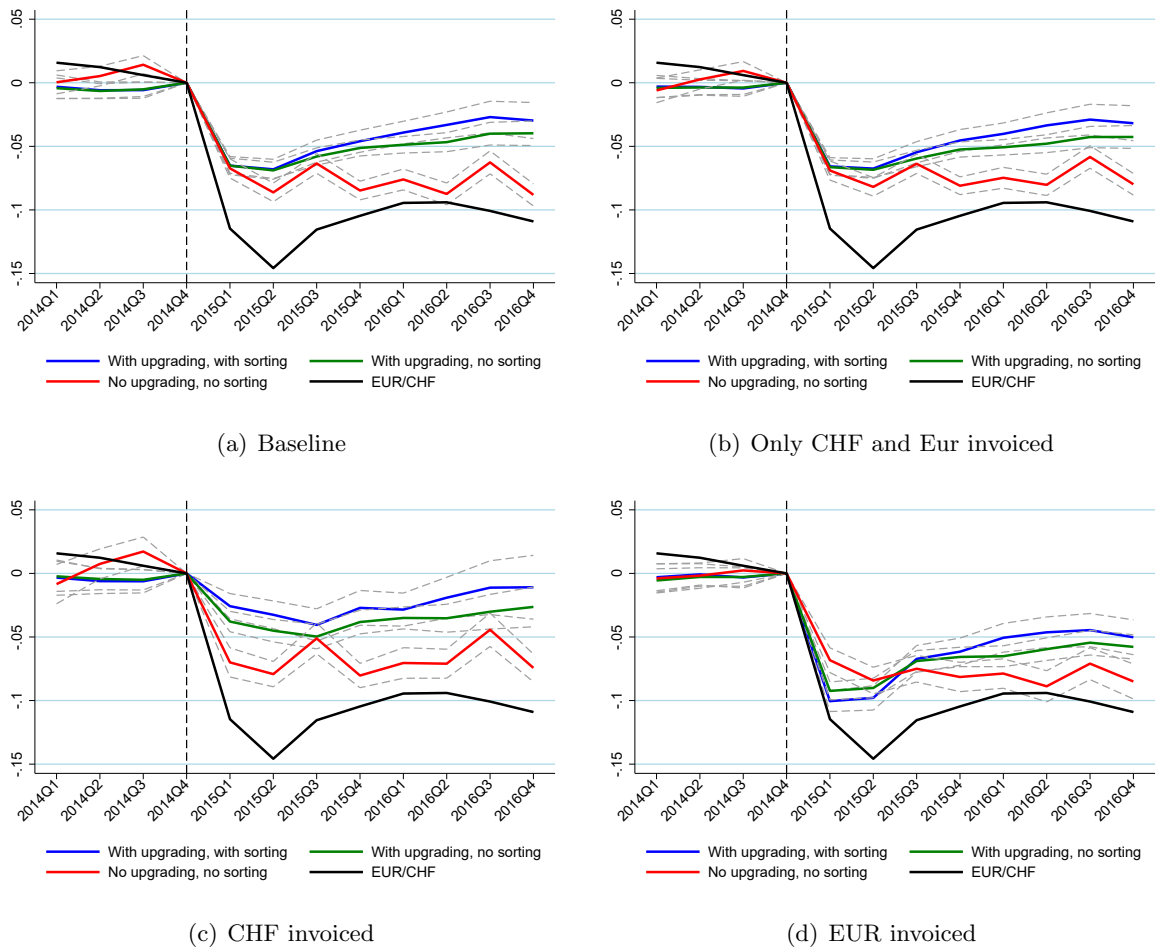 .05
0
-.05
-.1
-.15
2014Q1 2014Q2 2014Q3 2014Q4 2015Q1 2015Q2 2015Q3 2015Q4 2016Q1 2016Q2 2016Q3 2016Q4
With upgrading, with sorting With upgrading, no sorting
No upgrading, no sorting EUR/CHF
(a) Baseline
.05
0
-.05
-.1
-.15
2014Q1 2014Q2 2014Q3 2014Q4 2015Q1 2015Q2 2015Q3 2015Q4 2016Q1 2016Q2 2016Q3 2016Q4
With upgrading, with sorting With upgrading, no sorting
No upgrading, no sorting EUR/CHF
(b) Only CHF and Eur invoiced
.05
0
-.05
-.1
-.15
2014Q1 2014Q2 2014Q3 2014Q4 2015Q1 2015Q2 2015Q3 2015Q4 2016Q1 2016Q2 2016Q3 2016Q4
With upgrading, with sorting With upgrading, no sorting
No upgrading, no sorting EUR/CHF
(c) CHF invoiced
.05
0
-.05
-.1
-.15
2014Q1 2014Q2 2014Q3 2014Q4 2015Q1 2015Q2 2015Q3 2015Q4 2016Q1 2016Q2 2016Q3 2016Q4
With upgrading, with sorting With upgrading, no sorting
No upgrading, no sorting EUR/CHF
(d) EUR invoiced